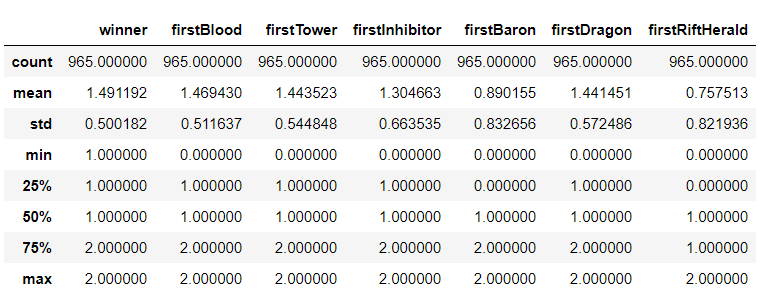 winner firstBlood firstTower firstInhibitor firstBaron firstDragon firstRiftHerald
count 965.000000 965.000000 965.000000 965.000000 965.000000 965.000000 965.000000
mean 1.491192 1.469430 1.443523 1.304663 0.890155 1.441451 0.757513
std 0.500182 0.511637 0.544848 0.663535 0.832656 0.572486 0.821936
min 1.000000 0.000000 0.000000 0.000000 0.000000 0.000000 0.000000
25% 1.000000 1.000000 1.000000 1.000000 0.000000 1.000000 0.000000
50% 1.000000 1.000000 1.000000 1.000000 1.000000 1.000000 1.000000
75% 2.000000 2.000000 2.000000 2.000000 2.000000 2.000000 1.000000
max 2.000000 2.000000 2.000000 2.000000 2.000000 2.000000 2.000000